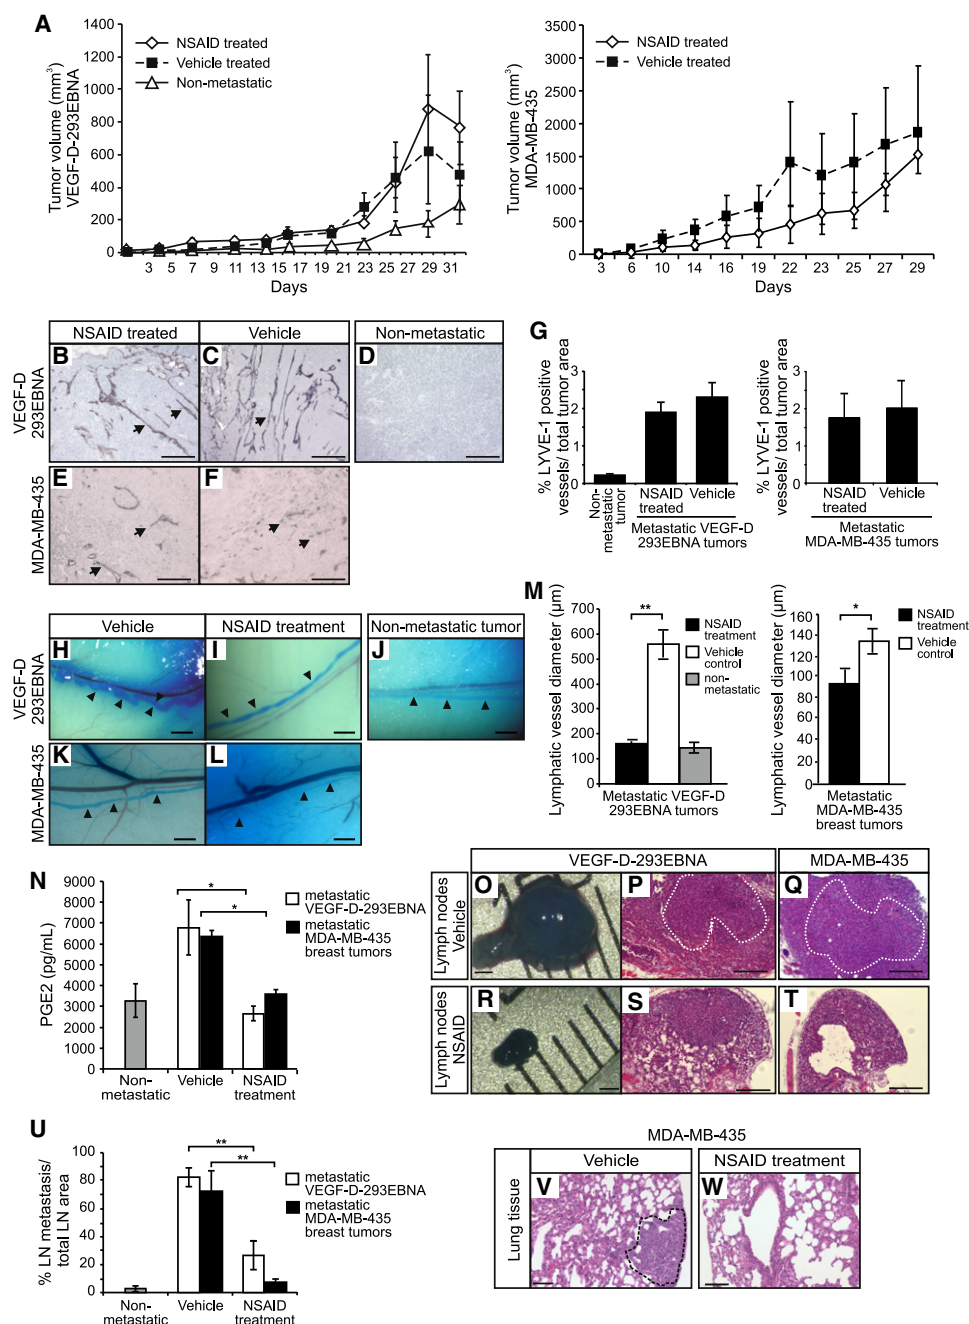 A
Tumor volume (mm³)
VEGF-D-293EBNA
1400
1200
1000
800
600
400
200
0
NSAID treated
Vehicle treated
Non-metastatic
3 5 7 9 11 13 15 17 19 21 23 25 27 29 31
Days
Tumor volume (mm³)
MDA-MB-435
3500
3000
2500
2000
1500
1000
500
0
NSAID treated
Vehicle treated
3 6 10 14 16 19 22 23 25 27 29
Days
NSAID treated
Vehicle
Non-metastatic
VEGF-D
293EBNA
B
C
D
MDA-MB-435
E
F
G
% LYVE-1 positive
vessels/ total tumor area
3
2
1
0
Non-
metastatic
tumor
NSAID
treated
Vehicle
Metastatic VEGF-D
293EBNA tumors
% LYVE-1 positive
vessels/ total tumor area
3
2
1
0
NSAID
treated
Vehicle
Metastatic
MDA-MB-435 tumors
Vehicle
NSAID treatment
Non-metastatic tumor
VEGF-D
293EBNA
H
I
J
MDA-MB-435
K
L
M
Lymphatic vessel diameter (μm)
700
600
500
400
300
200
100
0
**
NSAID
treatment
Vehicle
control
non-
metastatic
Metastatic VEGF-D
293EBNA tumors
Lymphatic vessel diameter (μm)
160
140
120
100
80
60
40
20
0
*
NSAID
treatment
Vehicle
control
Metastatic
MDA-MB-435
breast tumors
N
PGE2 (pg/mL)
9000
8000
7000
6000
5000
4000
3000
2000
1000
0
*
*
metastatic
VEGF-D-293EBNA
metastatic
MDA-MB-435
breast tumors
Non-
metastatic
Vehicle
NSAID
treatment
VEGF-D-293EBNA
MDA-MB-435
Lymph nodes
Vehicle
O
P
Q
Lymph nodes
NSAID
R
S
T
U
% LN metastasis/
total LN area
100
80
60
40
20
0
**
**
metastatic
VEGF-D-293EBNA
metastatic
MDA-MB-435
breast tumors
Non-
metastatic
Vehicle
NSAID
treatment
MDA-MB-435
Vehicle
NSAID treatment
Lung tissue
V
W